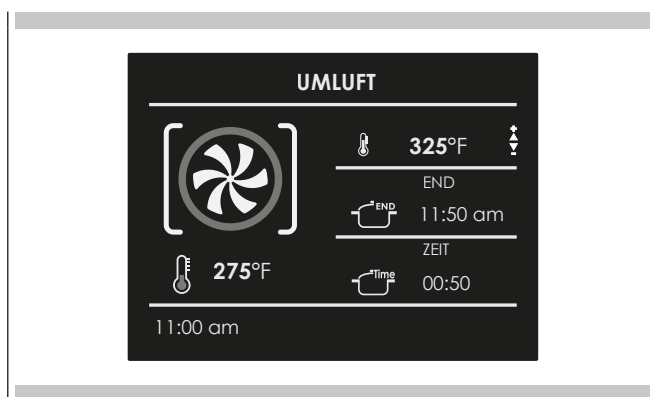 UMLUFT
325°F
END
END
11:50 am
275°F
ZEIT
Time
00:50
11:00 am